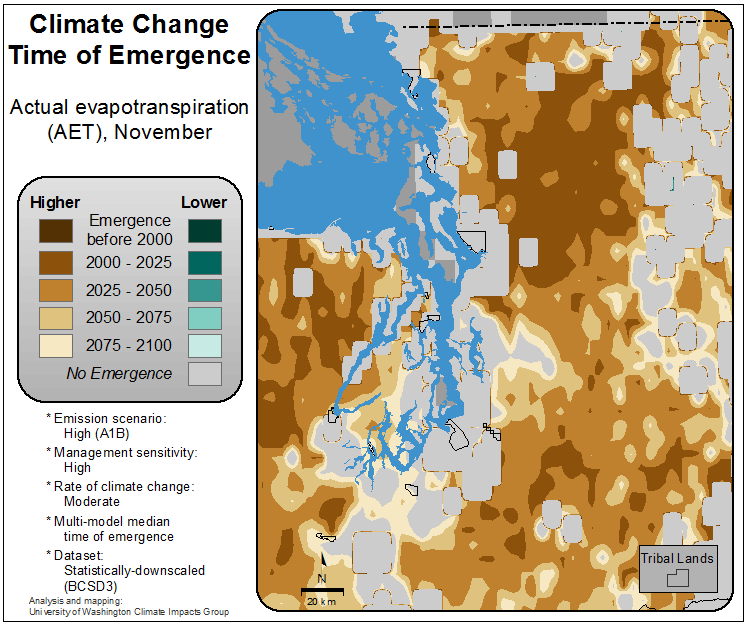 Climate Change
Time of Emergence
Actual evapotranspiration
(AET), November
Higher Lower
Emergence
before 2000
2000 - 2025
2025 - 2050
2050 - 2075
2075 - 2100
No Emergence
* Emission scenario:
High (A1B)
* Management sensitivity:
High
* Rate of climate change:
Moderate
* Multi-model median
time of emergence
* Dataset:
Statistically-downscaled
(BCSD3)
Analysis and mapping:
University of Washington Climate Impacts Group
N
20 km
Tribal Lands